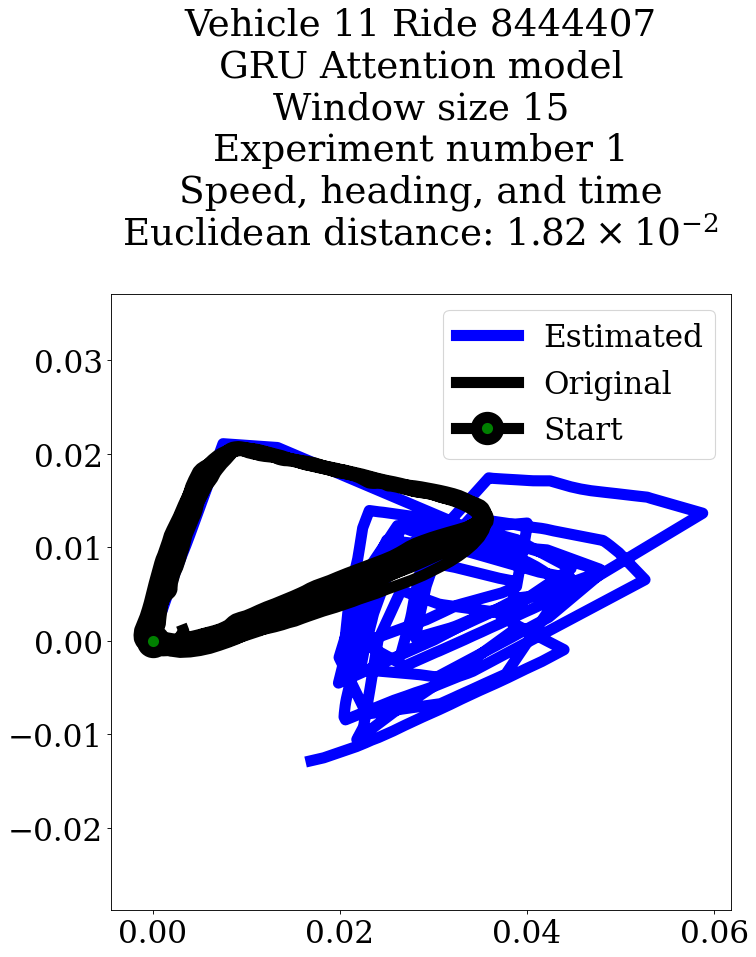 Vehicle 11 Ride 8444407
GRU Attention model
Window size 15
Experiment number 1
Speed, heading, and time
Euclidean distance: 1.82 × 10⁻²
Estimated
Original
Start
0.03
0.02
0.01
0.00
−0.01
−0.02
0.00 0.02 0.04 0.06